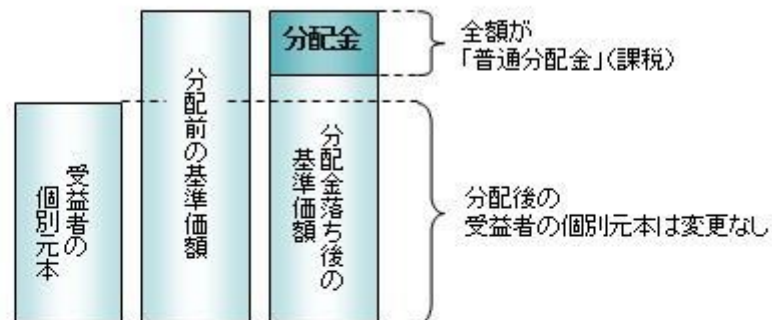 受益者の
個別元本
分配前の基準価額
分配金
分配金落ち後の
基準価額
全額が
「普通分配金」(課税)
分配後の
受益者の個別元本は変更なし